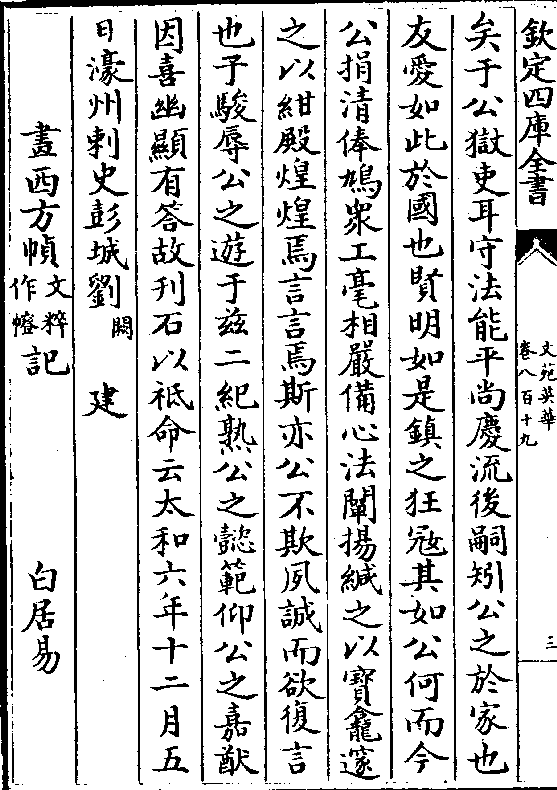 欽定四庫全書
文苑英華
卷八百十九
三
矣于公獄吏耳守法能平尚慶流後嗣矧公之於家也
友愛如此於國也賢明如是鎮之狂寇其如公何而今
公捐清俸鳩衆工毫相嚴備心法闡揚緘之以寶龕邃
之以紺殿煌煌焉言言焉斯亦公不欺夙誠而欲復言
也予駿辱公之遊于兹二紀熟公之懿範仰公之嘉猷
因喜幽顯有答故刊石以祗命云太和六年十二月五
日濠州刺史彭城劉闕建
畫西方幀文粹作㡧記 白居易